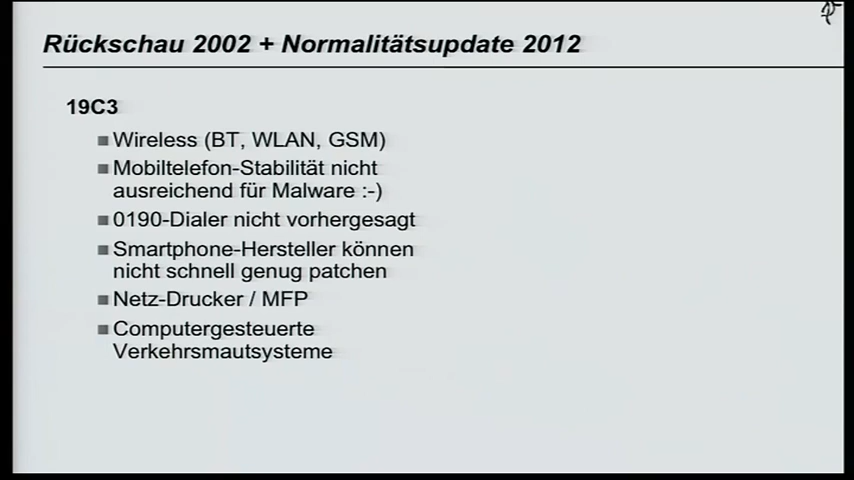 Rückschau 2002 + Normalitätsupdate 2012
19C3
Wireless (BT, WLAN, GSM)
Mobiltelefon-Stabilität nicht
ausreichend für Malware :-)
0190-Dialer nicht vorhergesagt
Smartphone-Hersteller können
nicht schnell genug patchen
Netz-Drucker / MFP
Computergesteuerte
Verkehrsmautsysteme